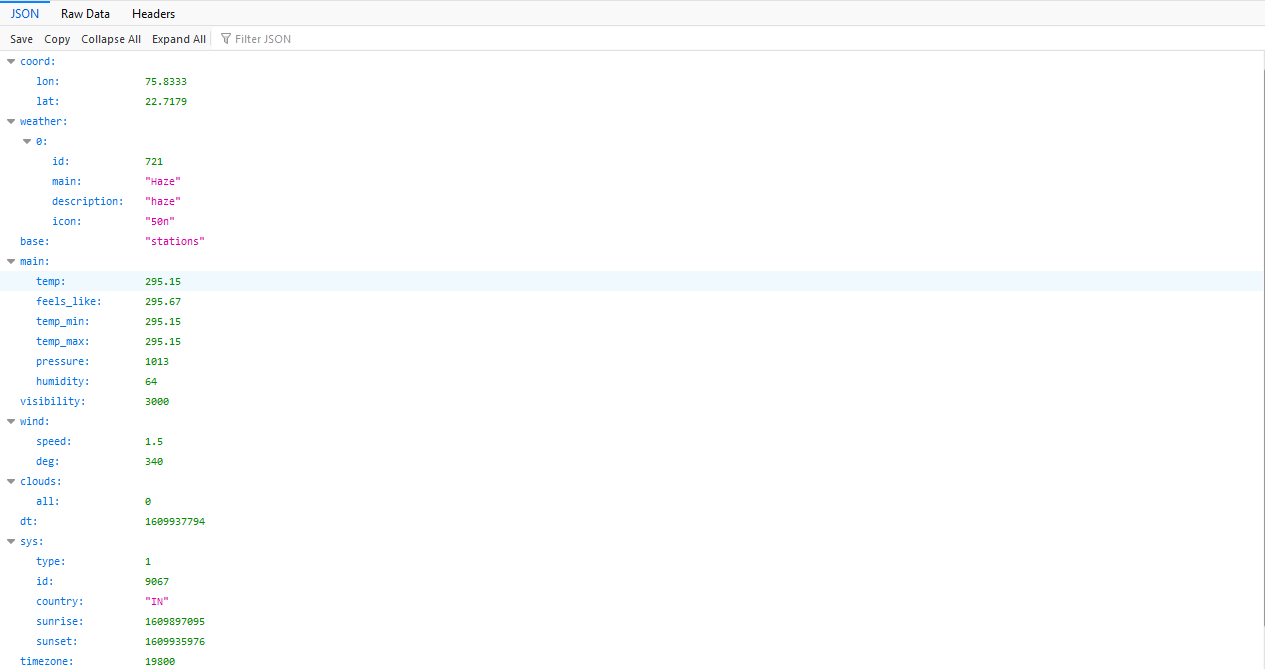 JSON Raw Data Headers
Save Copy Collapse All Expand All Filter JSON
coord:
lon: 75.8333
lat: 22.7179
weather:
0:
id: 721
main: "Haze"
description: "haze"
icon: "50n"
base: "stations"
main:
temp: 295.15
feels_like: 295.67
temp_min: 295.15
temp_max: 295.15
pressure: 1013
humidity: 64
visibility: 3000
wind:
speed: 1.5
deg: 340
clouds:
all: 0
dt: 1609937794
sys:
type: 1
id: 9067
country: "IN"
sunrise: 1609897095
sunset: 1609935976
timezone: 19800